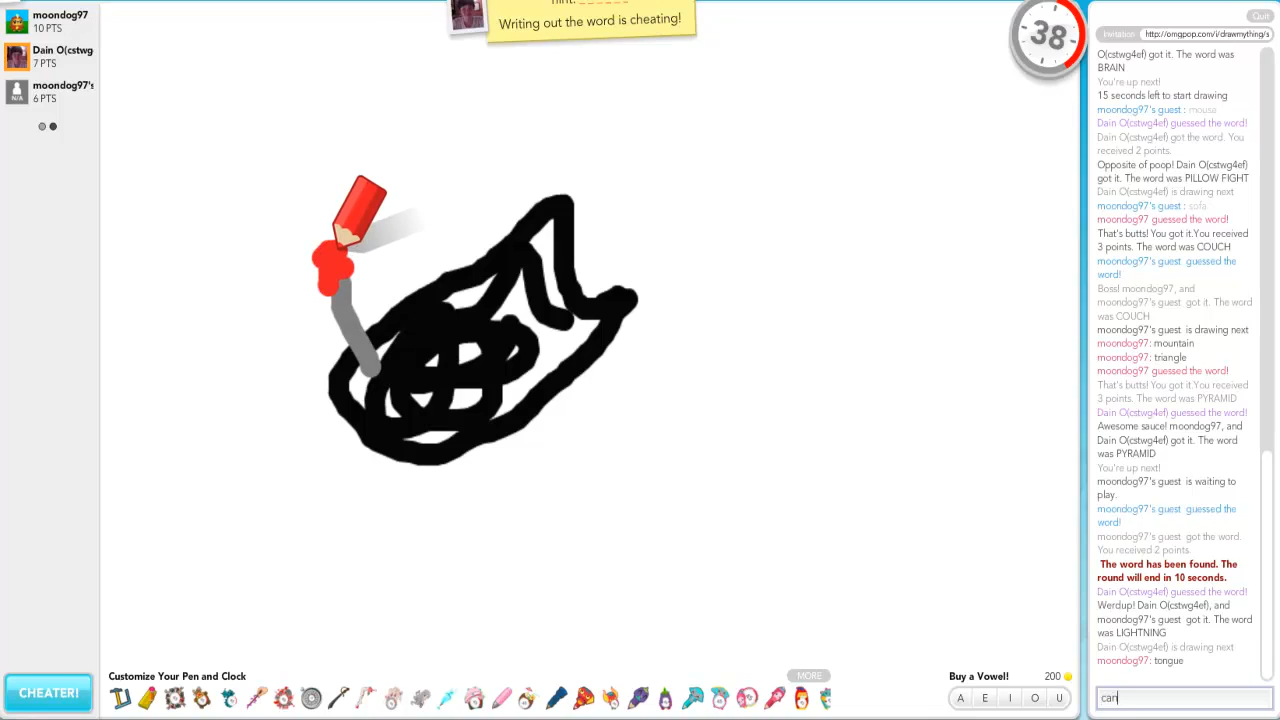 moondog97
10 PTS
Dain O(cstwg
7 PTS
moondog97's
6 PTS
N/A
hint: _ _ _ _ _ _
Writing out the word is cheating!
38
Quit
Invitation http://omgpop.com/i/drawmything/s
O(cstwg4ef) got it. The word was
BRAIN
You're up next!
15 seconds left to start drawing
moondog97's guest : mouse
Dain O(cstwg4ef) guessed the word!
Dain O(cstwg4ef) got the word. You
received 2 points.
Opposite of poop! Dain O(cstwg4ef)
got it. The word was PILLOW FIGHT
Dain O(cstwg4ef) is drawing next
moondog97's guest : sofa
moondog97 guessed the word!
That's butts! You got it.You received
3 points. The word was COUCH
moondog97's guest guessed the
word!
Boss! moondog97, and
moondog97's guest got it. The word
was COUCH
moondog97's guest is drawing next
moondog97: mountain
moondog97: triangle
moondog97 guessed the word!
That's butts! You got it.You received
3 points. The word was PYRAMID
Dain O(cstwg4ef) guessed the word!
Awesome sauce! moondog97, and
Dain O(cstwg4ef) got it. The word
was PYRAMID
You're up next!
moondog97's guest is waiting to
play.
moondog97's guest guessed the
word!
moondog97's guest got the word.
You received 2 points.
The word has been found. The
round will end in 10 seconds.
Dain O(cstwg4ef) guessed the word!
Werdup! Dain O(cstwg4ef), and
moondog97's guest got it. The word
was LIGHTNING
Dain O(cstwg4ef) is drawing next
moondog97: tongue
can
CHEATER!
Customize Your Pen and Clock
MORE
Buy a Vowel! 200
A E I O U